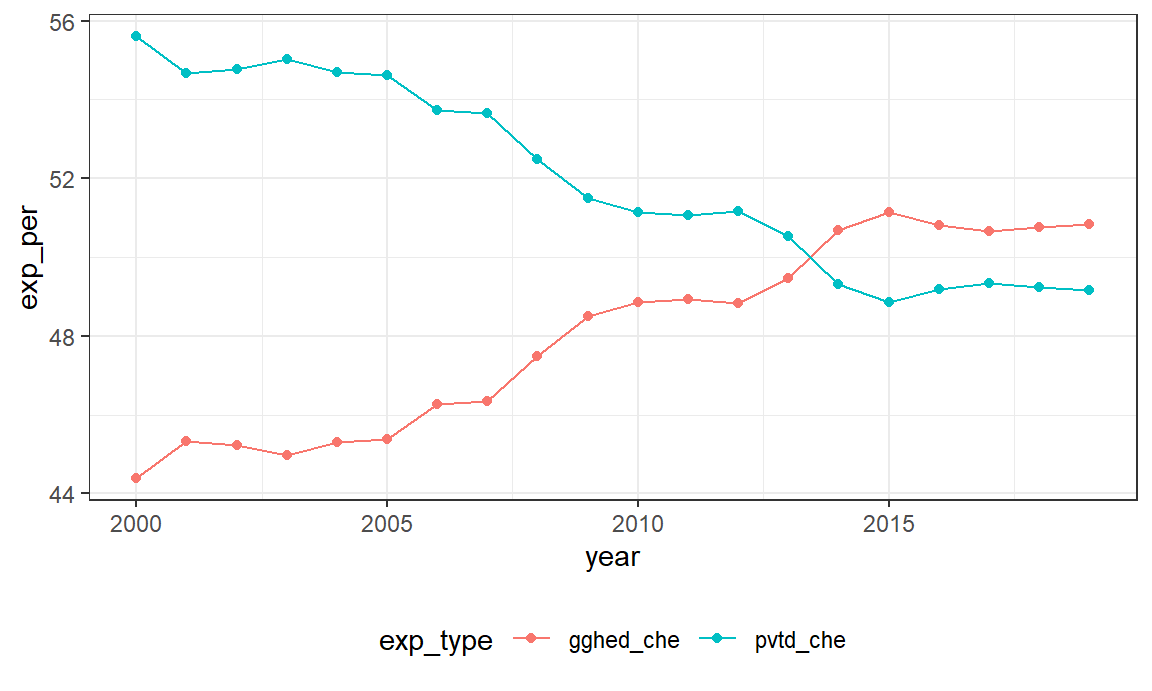 56
52
48
44
exp_per
2000 2005 2010 2015
year
exp_type gghed_che pvtd_che